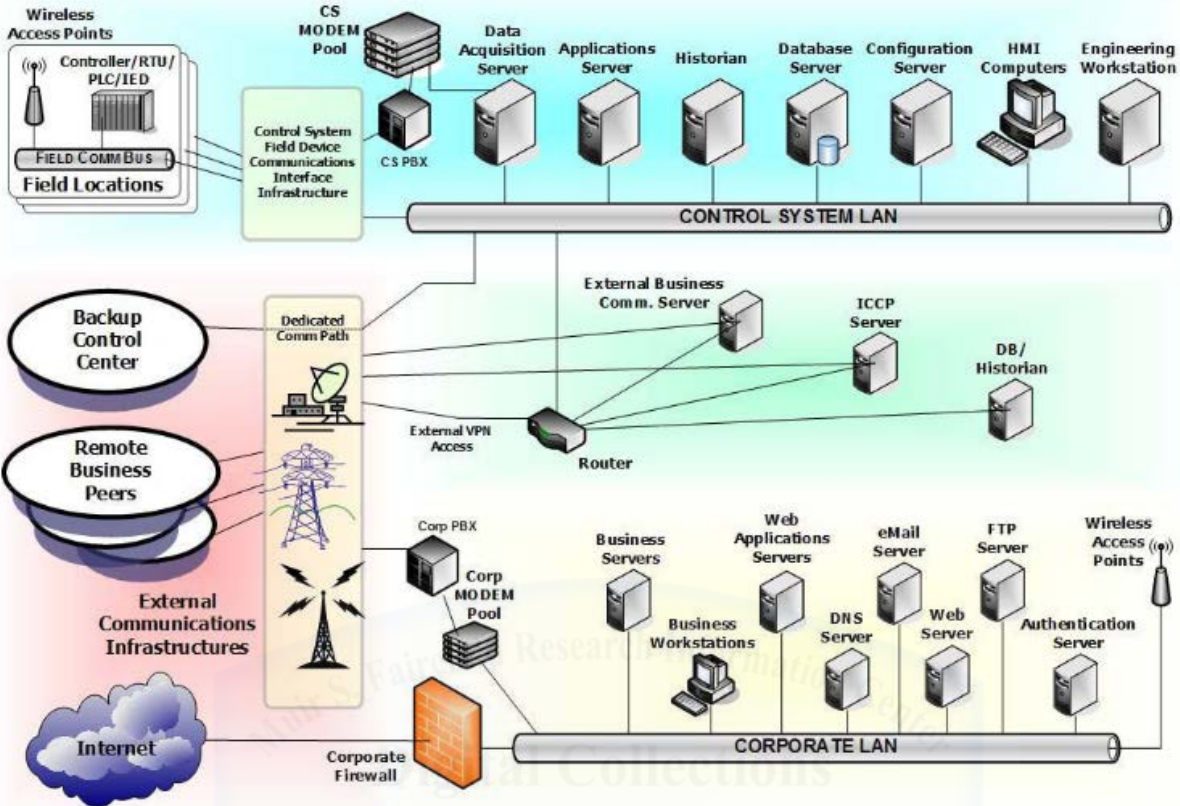 Wireless
Access Points
Controller/RTU/
PLC/IED
FIELD COMM BUS
Field Locations
Control System
Field Device
Communications
Interface
Infrastructure
CS
MODEM
Pool
CS PBX
Data
Acquisition
Server
Applications
Server
Historian
Database
Server
Configuration
Server
HMI
Computers
Engineering
Workstation
CONTROL SYSTEM LAN
Backup
Control
Center
Dedicated
Comm Path
External Business
Comm. Server
ICCP
Server
DB/
Historian
External VPN
Access
Router
Remote
Business
Peers
External
Communications
Infrastructures
Corp PBX
Corp
MODEM
Pool
Business
Servers
Business
Workstations
Web
Applications
Servers
DNS
Server
eMail
Server
Web
Server
FTP
Server
Authentication
Server
Wireless
Access
Points
Internet
Corporate
Firewall
CORPORATE LAN
Muir S. Fairchild Research Information Center
Digital Collections